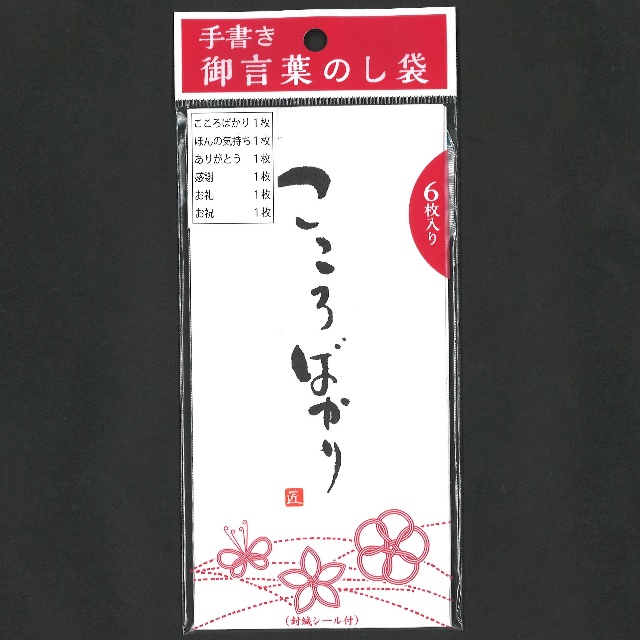 手書き
御言葉のし袋
こころばかり 1枚
ほんの気持ち 1枚
ありがとう 1枚
感謝 1枚
お礼 1枚
お祝 1枚
6枚入り
こころばかり
匠
(封緘シール付)